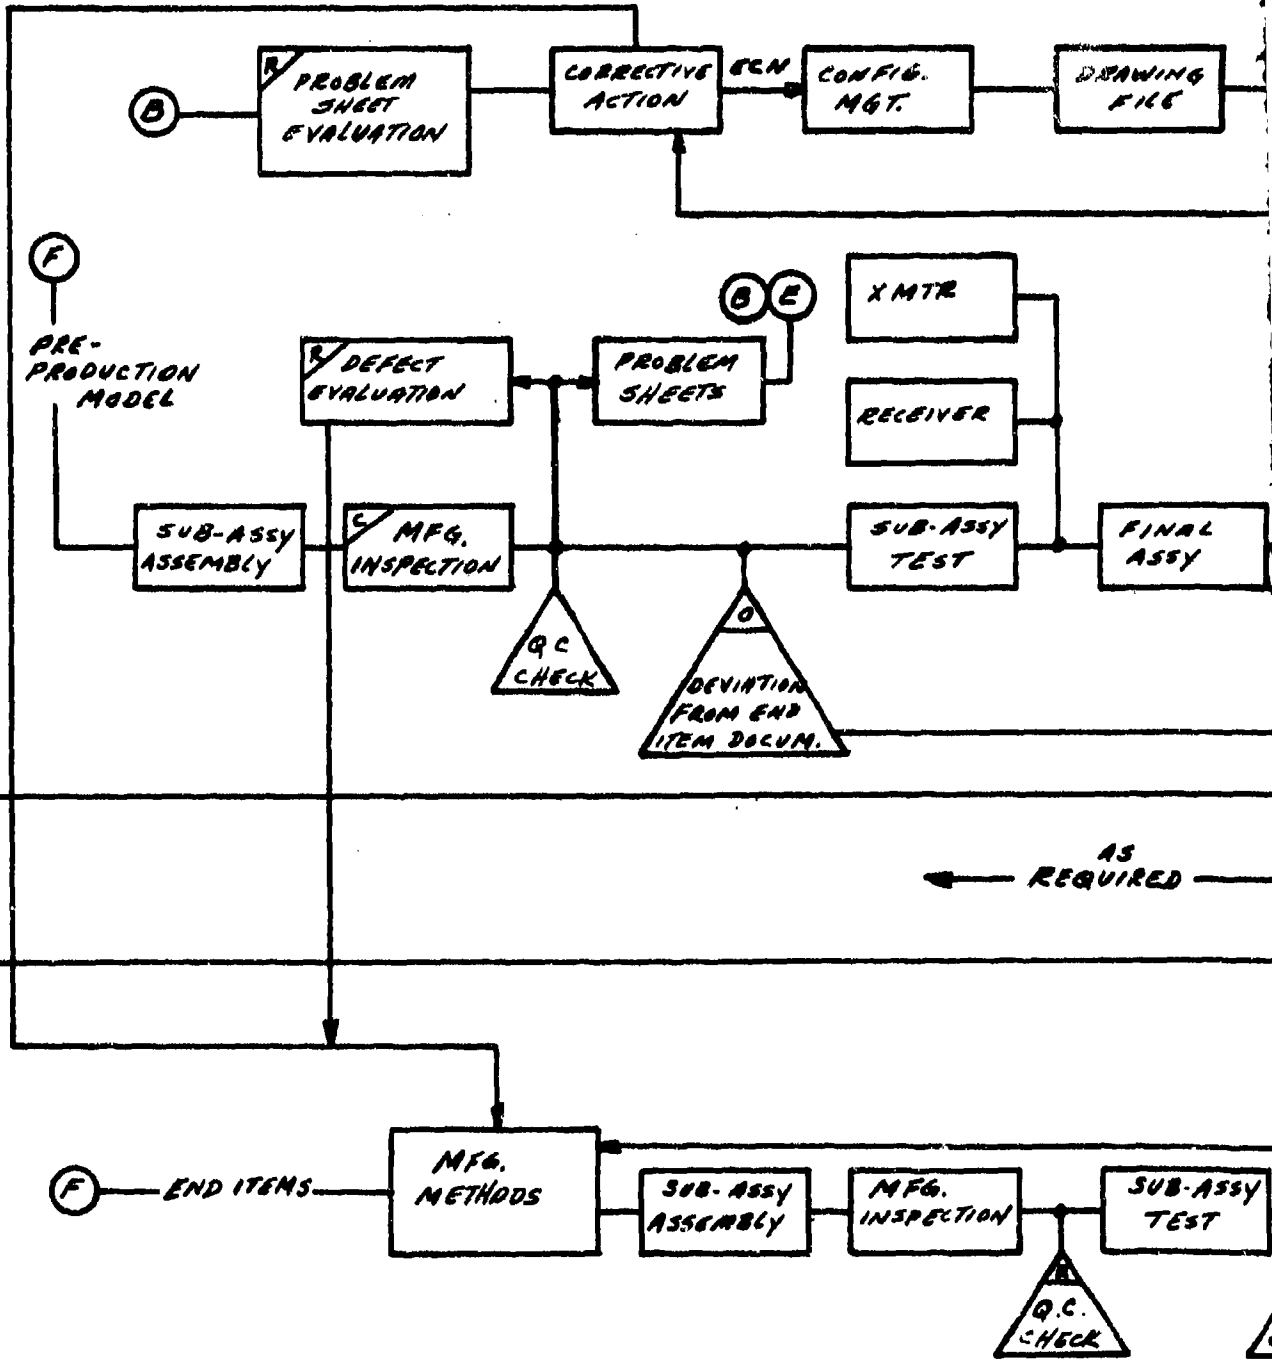 B
R
PROBLEM
SHEET
EVALUATION
CORRECTIVE
ACTION
ECN
CONFIG.
MGT.
DRAWING
FILE
F
PRE-
PRODUCTION
MODEL
R
DEFECT
EVALUATION
PROBLEM
SHEETS
B
E
XMTR
RECEIVER
SUB-ASSY
ASSEMBLY
C
MFG.
INSPECTION
QC
CHECK
O
DEVIATION
FROM END
ITEM DOCUM.
SUB-ASSY
TEST
FINAL
ASSY
AS
REQUIRED
F
END ITEMS
MFG.
METHODS
SUB-ASSY
ASSEMBLY
MFG.
INSPECTION
Q.C.
CHECK
SUB-ASSY
TEST